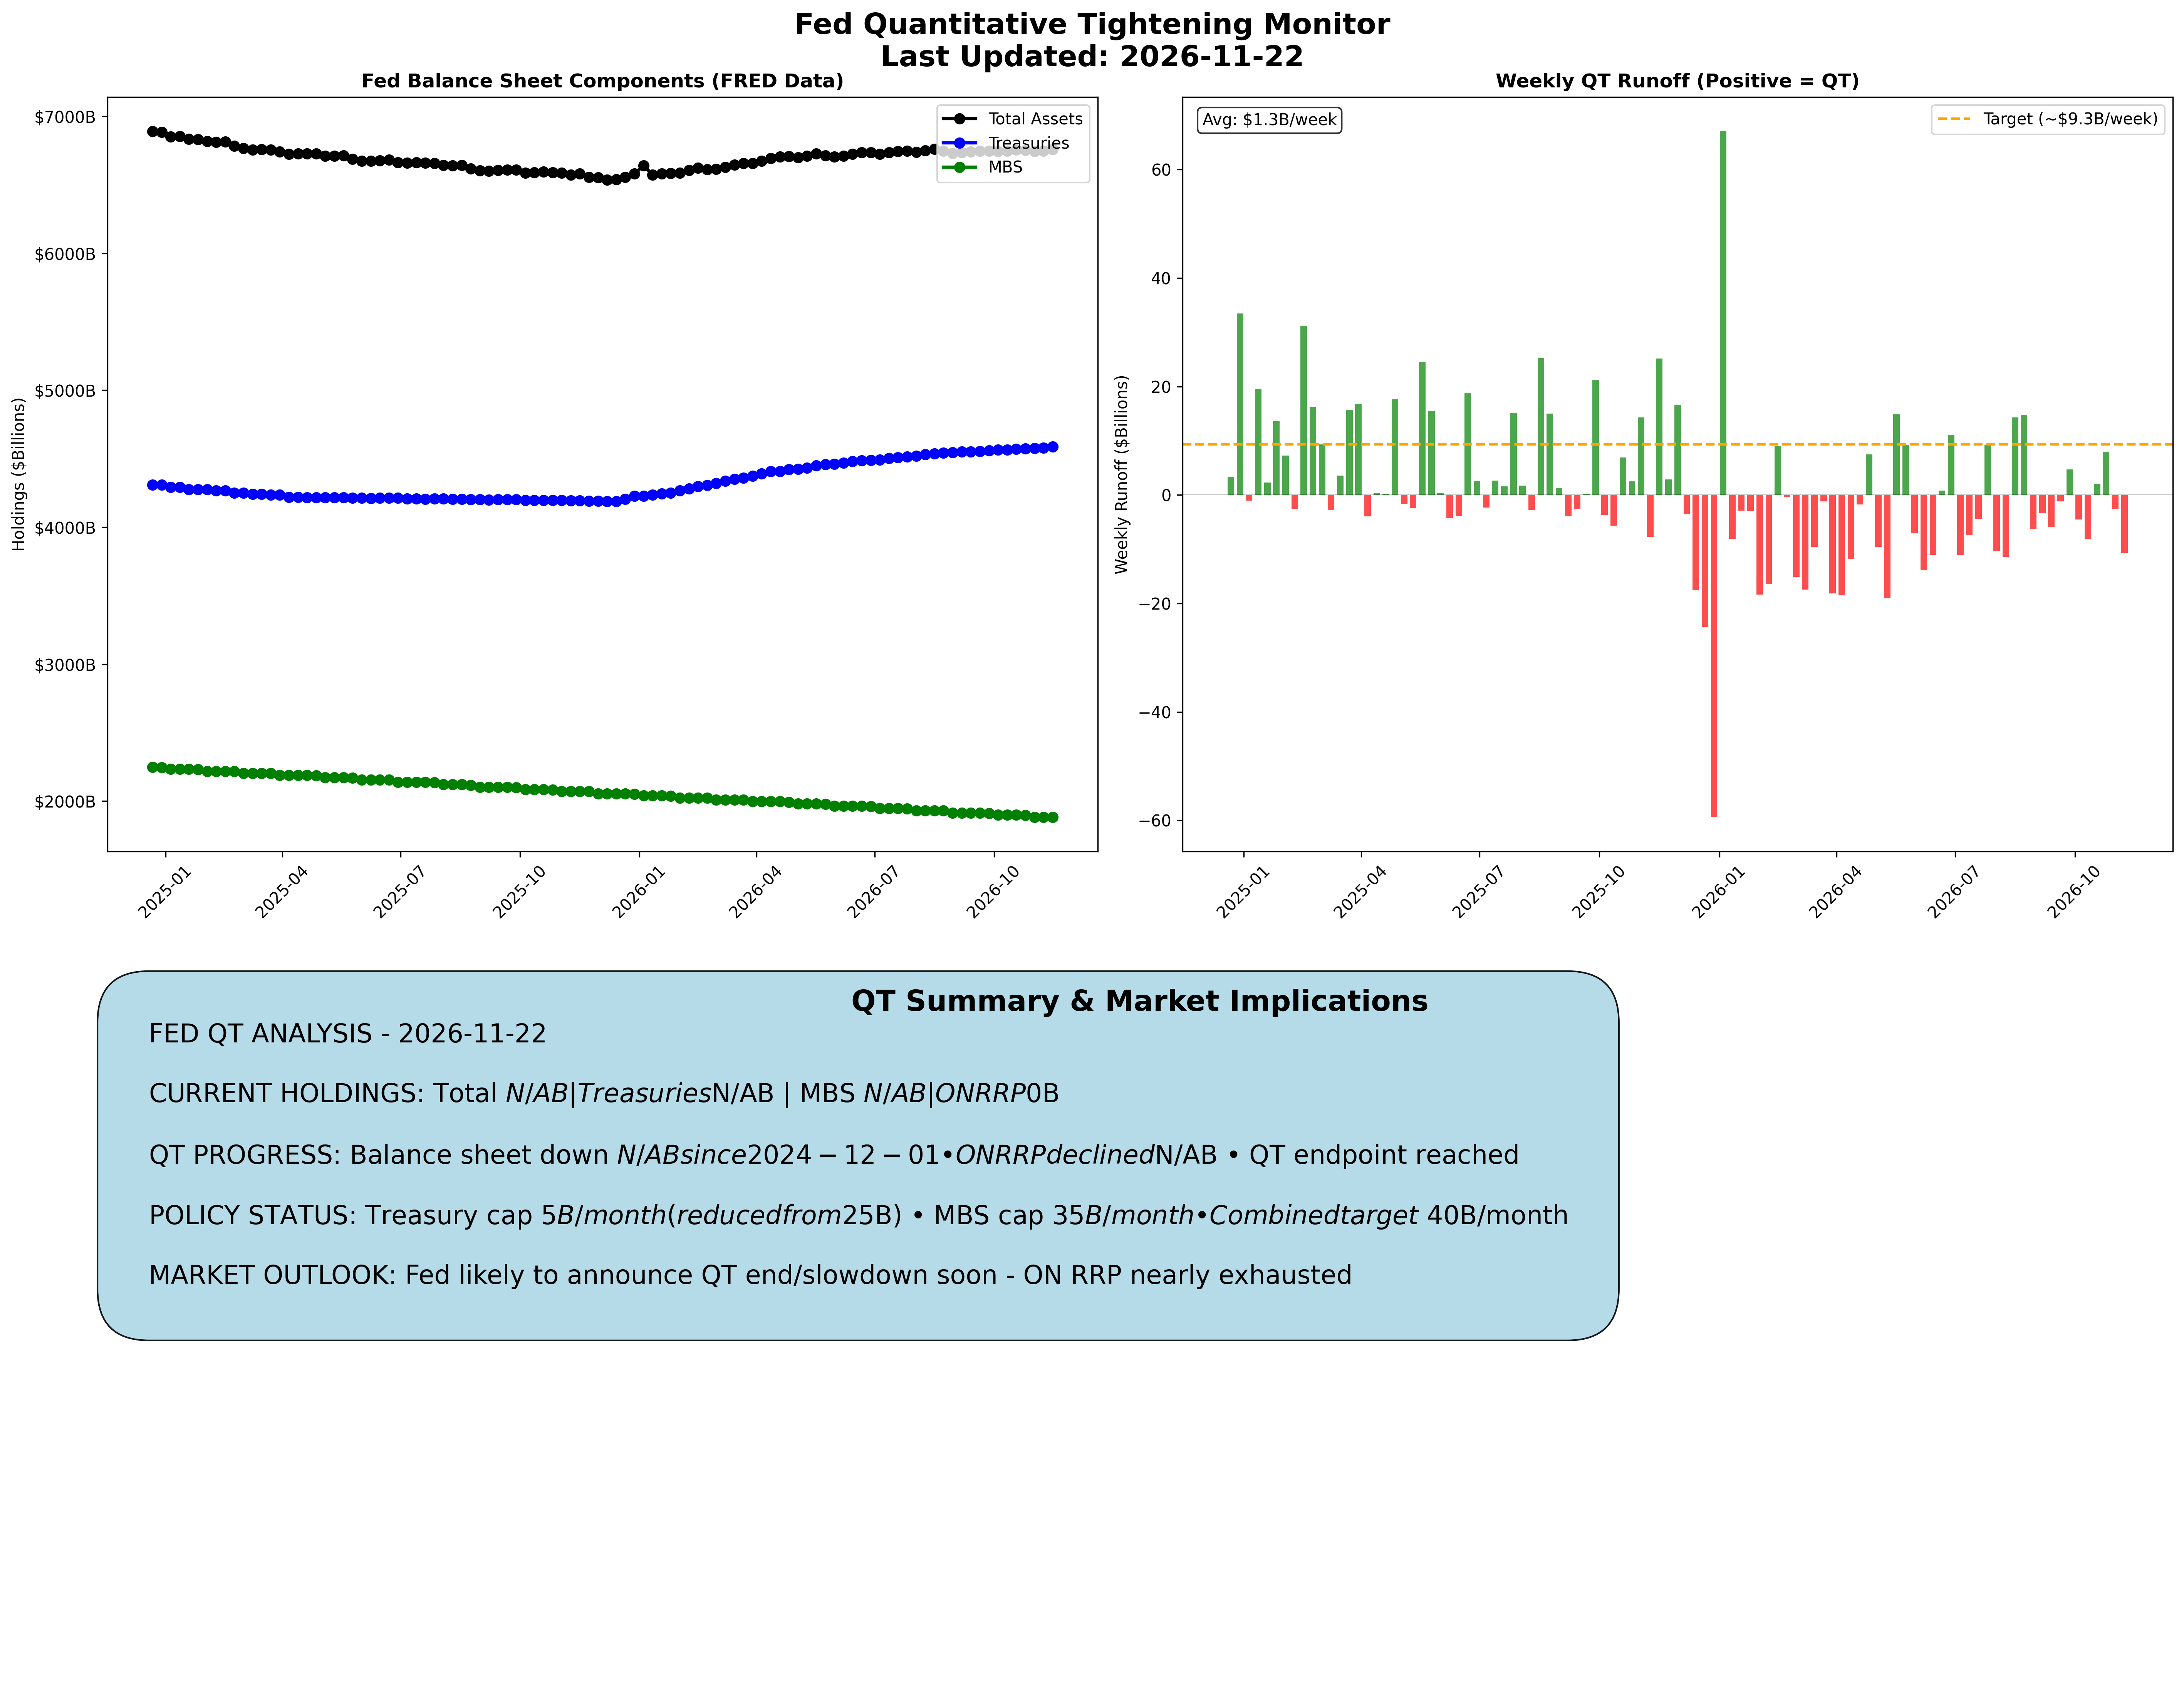 Fed Quantitative Tightening Monitor
Last Updated: 2026-11-22
Fed Balance Sheet Components (FRED Data)
Total Assets
Treasuries
MBS
Holdings ($Billions)
$7000B
$6000B
$5000B
$4000B
$3000B
$2000B
2025-01
2025-04
2025-07
2025-10
2026-01
2026-04
2026-07
2026-10
Weekly QT Runoff (Positive = QT)
Avg: $1.3B/week
Target (~$9.3B/week)
Weekly Runoff ($Billions)
60
40
20
0
−20
−40
−60
2025-01
2025-04
2025-07
2025-10
2026-01
2026-04
2026-07
2026-10
QT Summary & Market Implications
FED QT ANALYSIS - 2026-11-22
CURRENT HOLDINGS: Total N/AB|TreasuriesN/AB | MBS N/AB|ONRRP0B
QT PROGRESS: Balance sheet down N/ABsince2024−12−01•ONRRPdeclinedN/AB • QT endpoint reached
POLICY STATUS: Treasury cap 5B/month(reducedfrom25B) • MBS cap 35B/month•Combinedtarget 40B/month
MARKET OUTLOOK: Fed likely to announce QT end/slowdown soon - ON RRP nearly exhausted